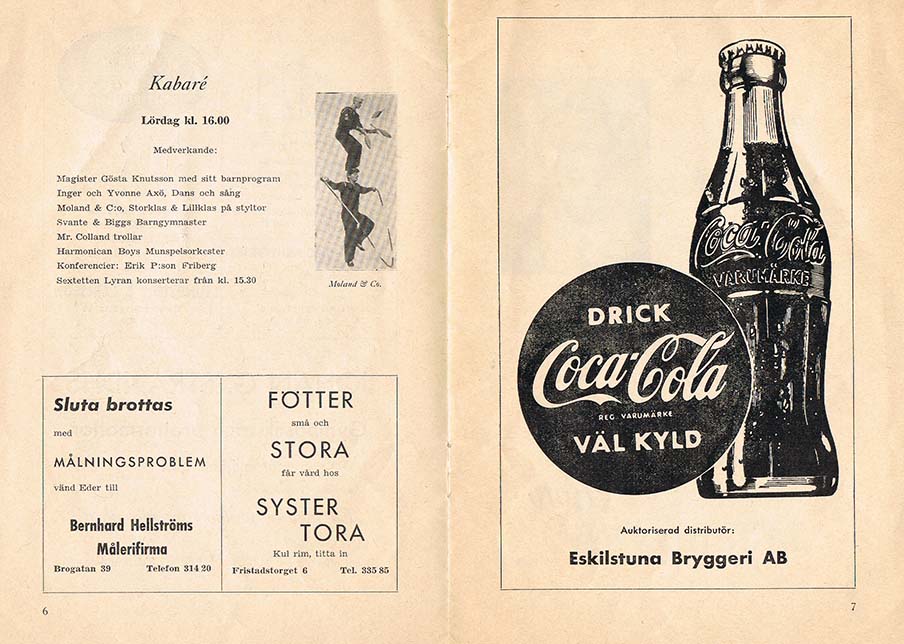 Kabaré
Lördag kl. 16.00
Medverkande:
Magister Gösta Knutsson med sitt barnprogram
Inger och Yvonne Axö, Dans och sång
Moland & C:o, Storklas & Lillklas på styltor
Svante & Biggs Barngymnaster
Mr. Colland trollar
Harmonican Boys Munspelsorkester
Konferencier: Erik P:son Friberg
Sextetten Lyran konserterar från kl. 15.30
Moland & Co.
Sluta brottas
med
MÅLNINGSPROBLEM
vänd Eder till
Bernhard Hellströms
Målerifirma
Brogatan 39 Telefon 314 20
FÖTTER
små och
STORA
får vård hos
SYSTER
TORA
Kul rim, titta in
Fristadstorget 6 Tel. 335 85
6
Coca-Cola
VARUMÄRKE
DRICK
Coca-Cola
REG. VARUMÄRKE
VÄL KYLD
Auktoriserad distributör:
Eskilstuna Bryggeri AB
7